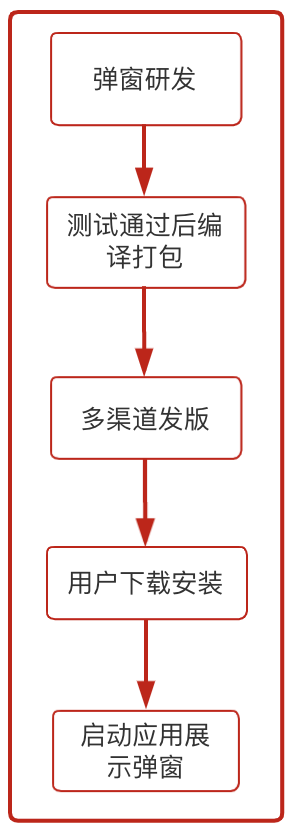 弹窗研发
测试通过后编
译打包
多渠道发版
用户下载安装
启动应用展
示弹窗